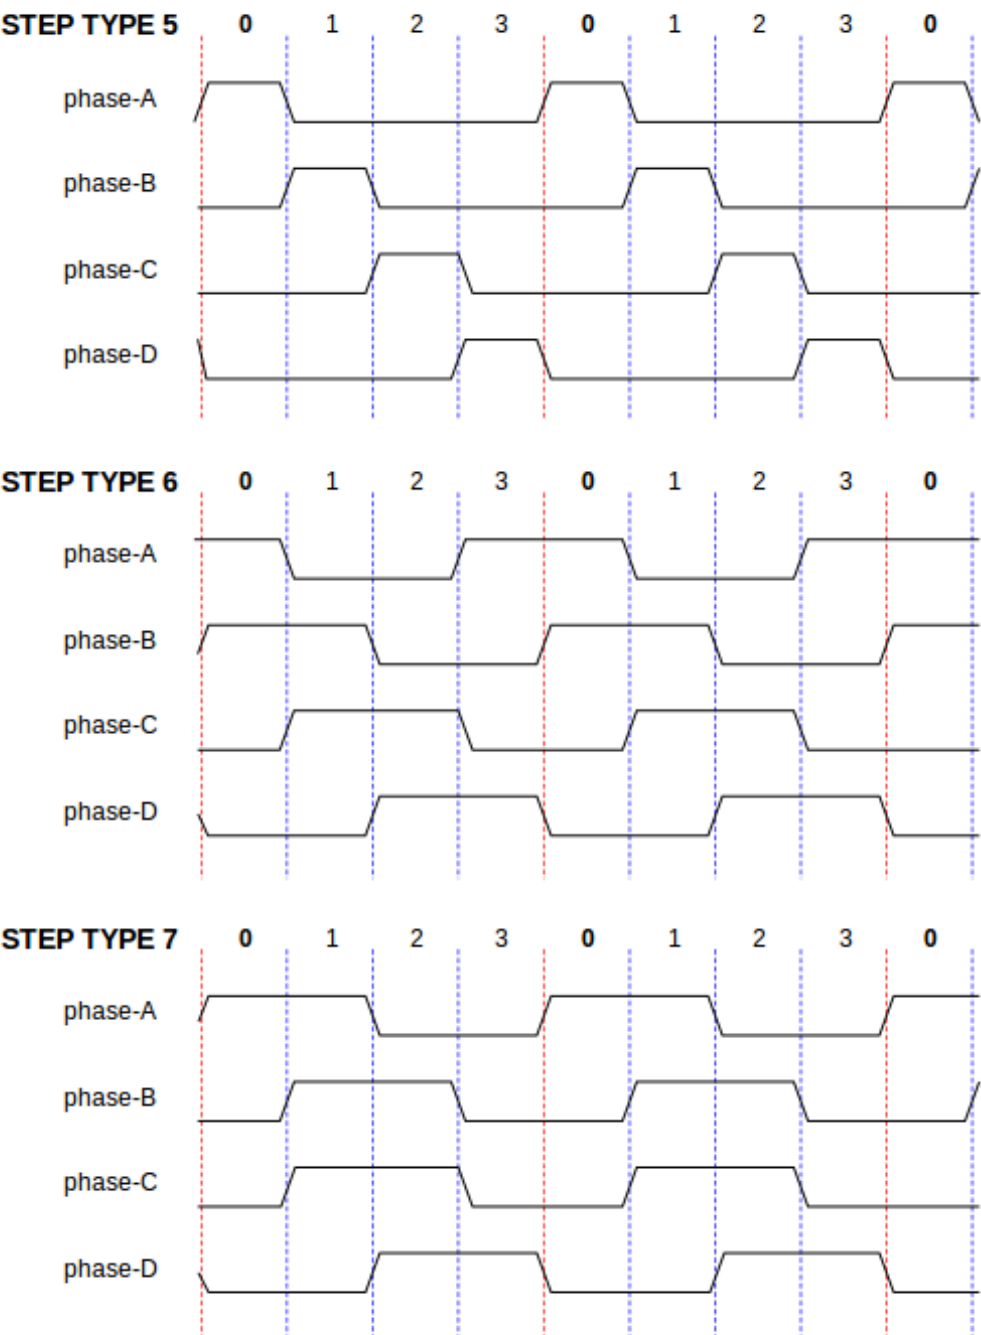 STEP TYPE 5 0 1 2 3 0 1 2 3 0
phase-A
phase-B
phase-C
phase-D
STEP TYPE 6 0 1 2 3 0 1 2 3 0
phase-A
phase-B
phase-C
phase-D
STEP TYPE 7 0 1 2 3 0 1 2 3 0
phase-A
phase-B
phase-C
phase-D